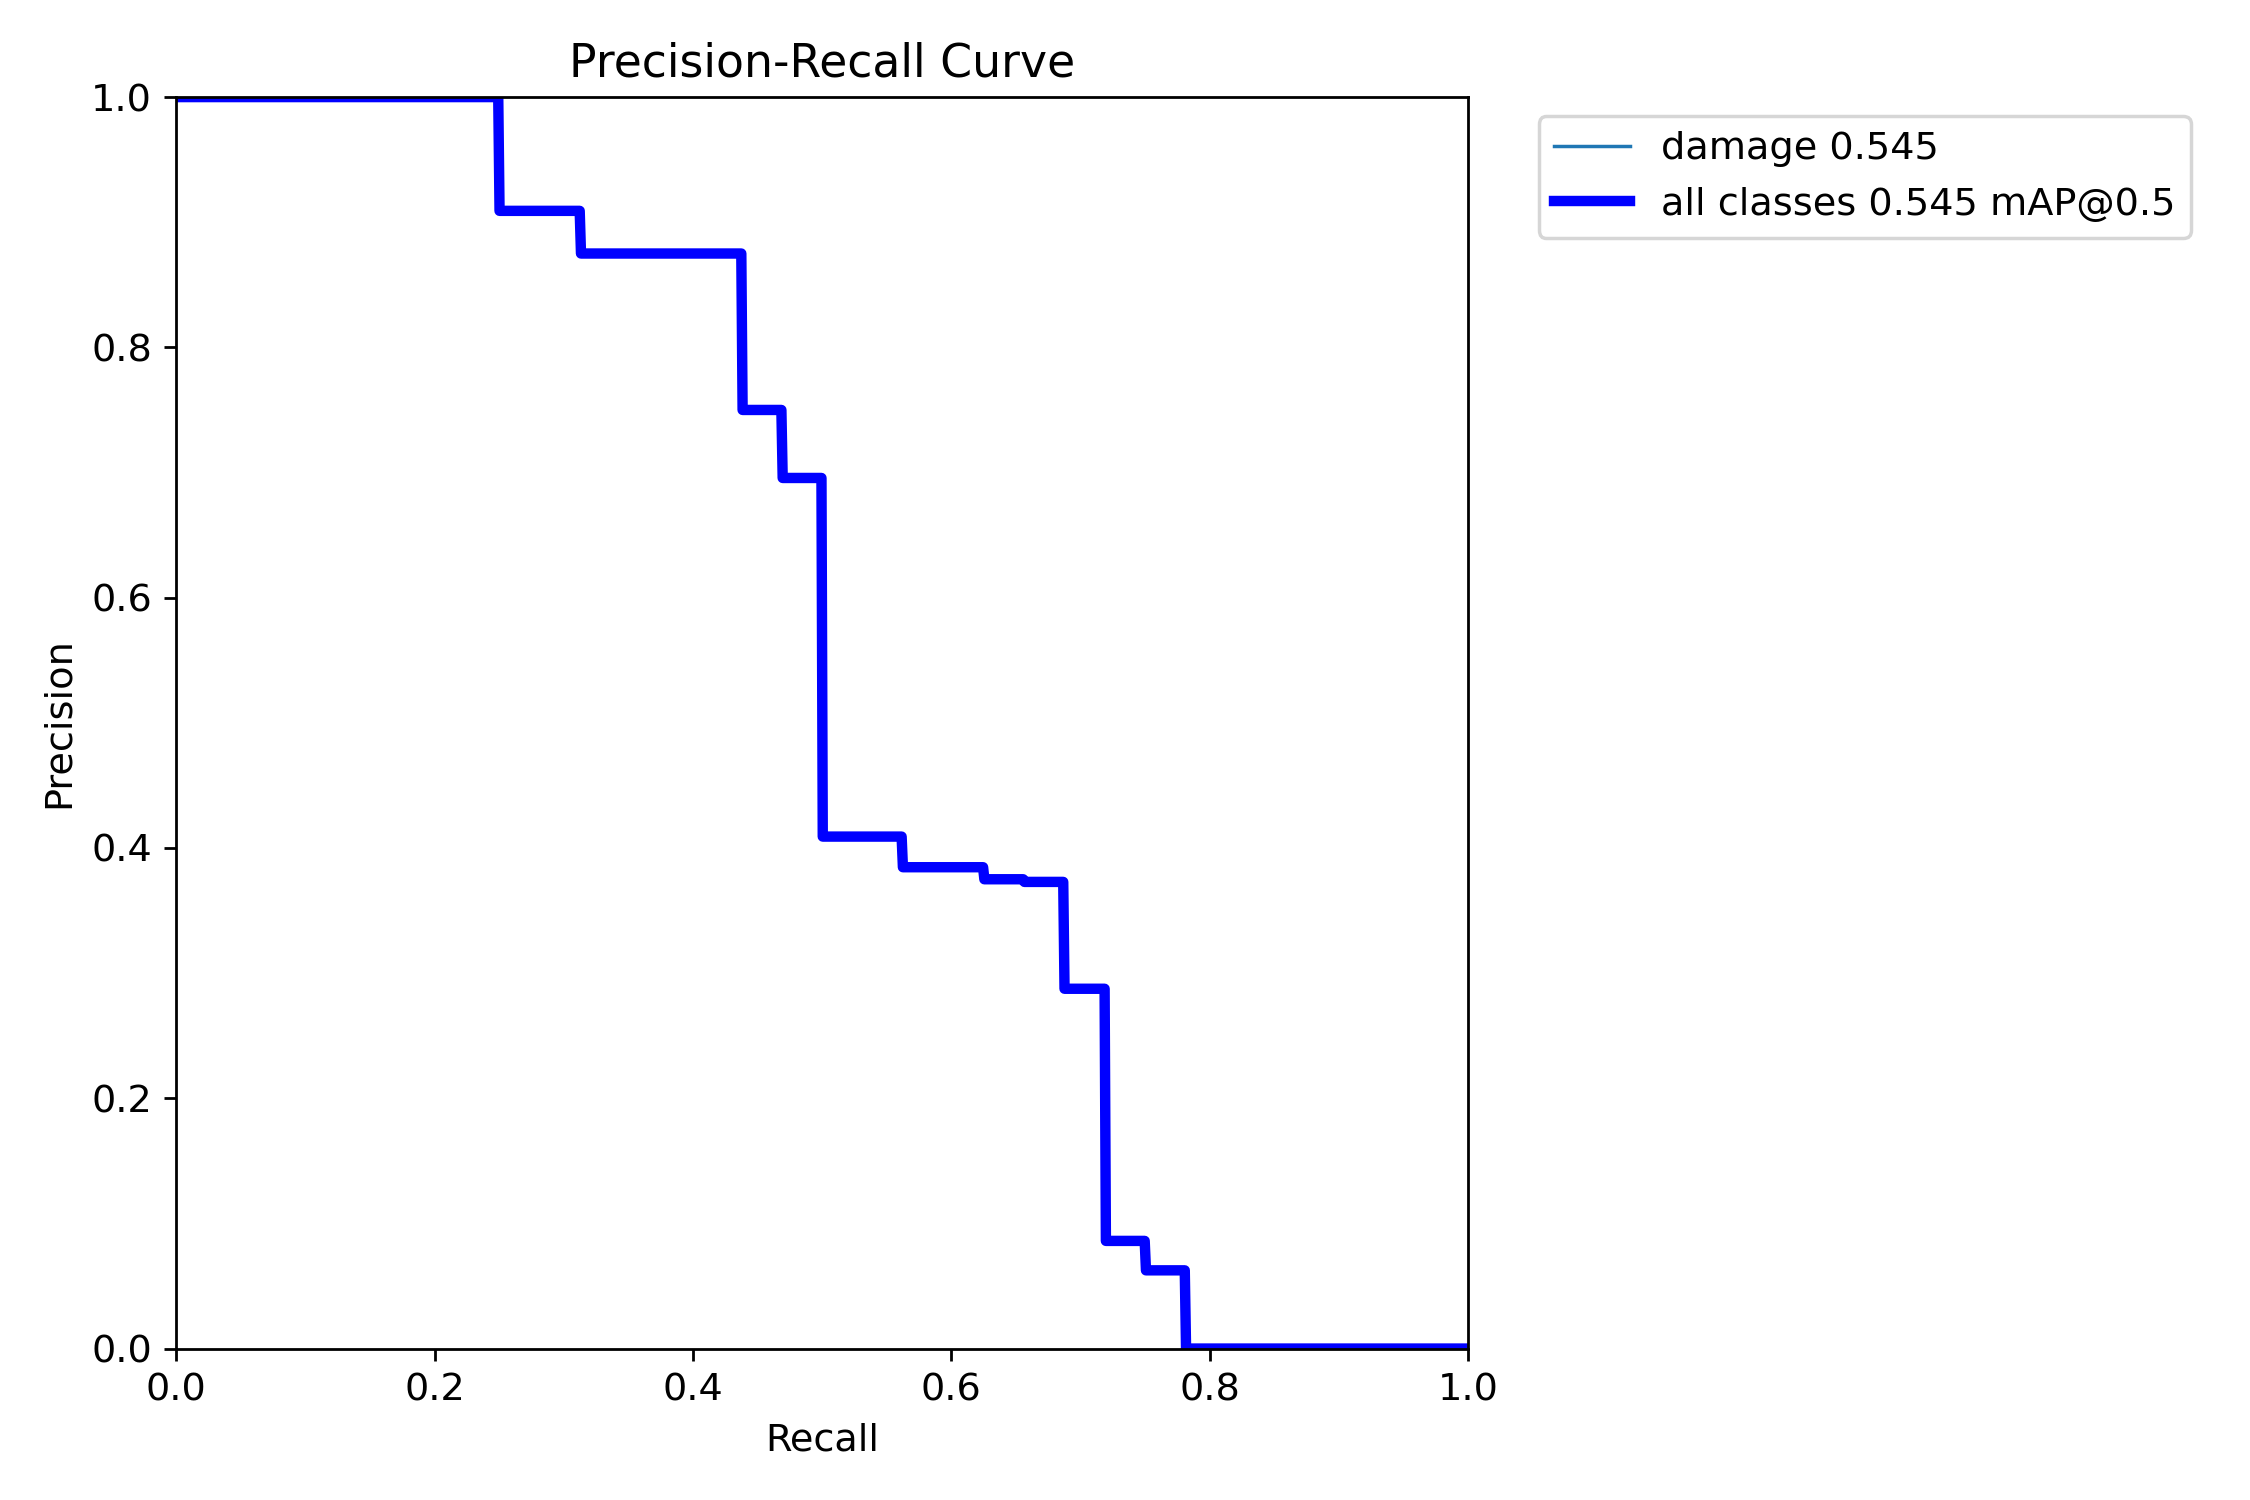 Precision-Recall Curve
damage 0.545
all classes 0.545 mAP@0.5
Precision
1.0
0.8
0.6
0.4
0.2
0.0
0.0 0.2 0.4 0.6 0.8 1.0
Recall